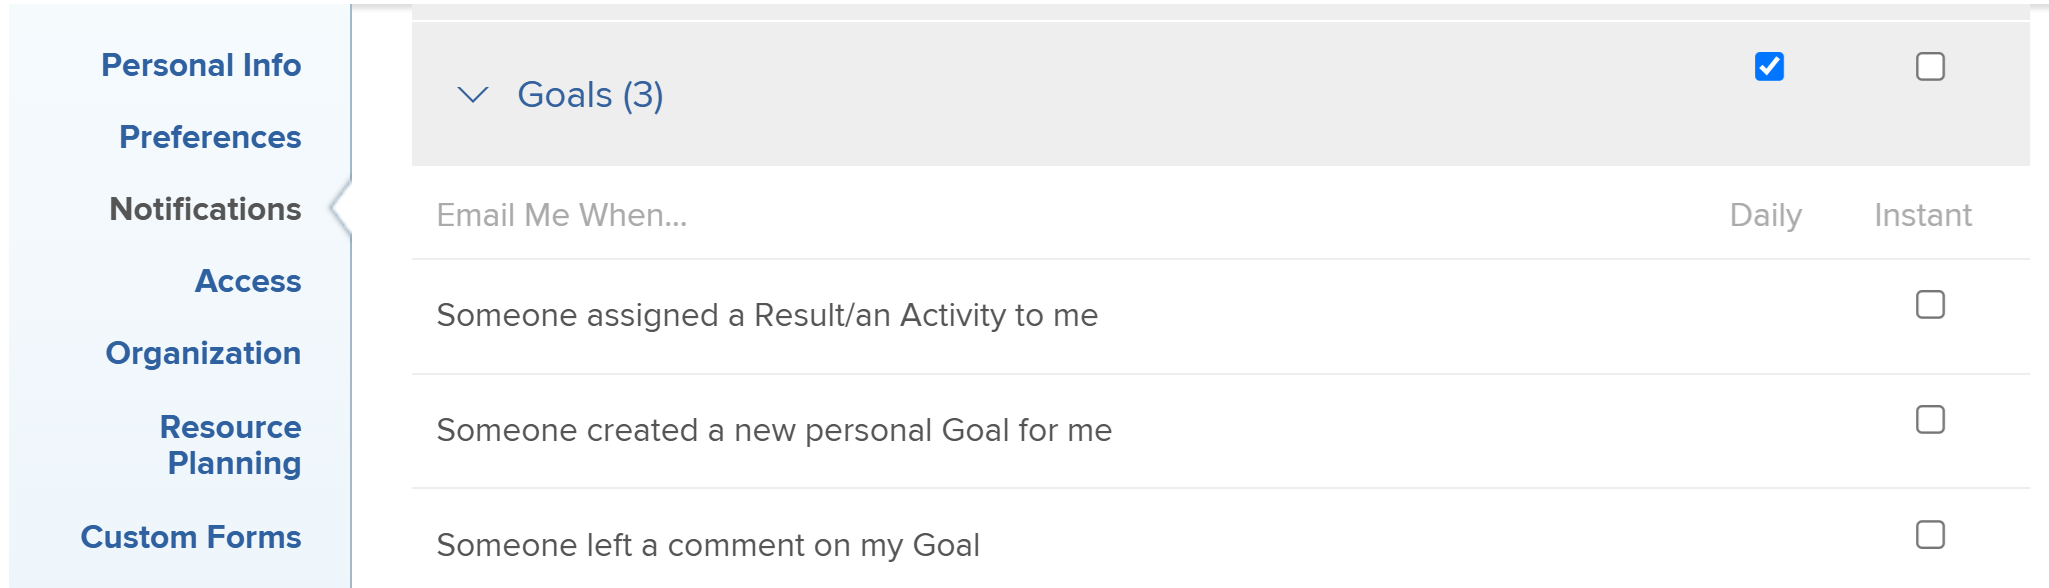 Personal Info
Preferences
Notifications
Access
Organization
Resource
Planning
Custom Forms
Goals (3)
Email Me When...
Daily
Instant
Someone assigned a Result/an Activity to me
Someone created a new personal Goal for me
Someone left a comment on my Goal